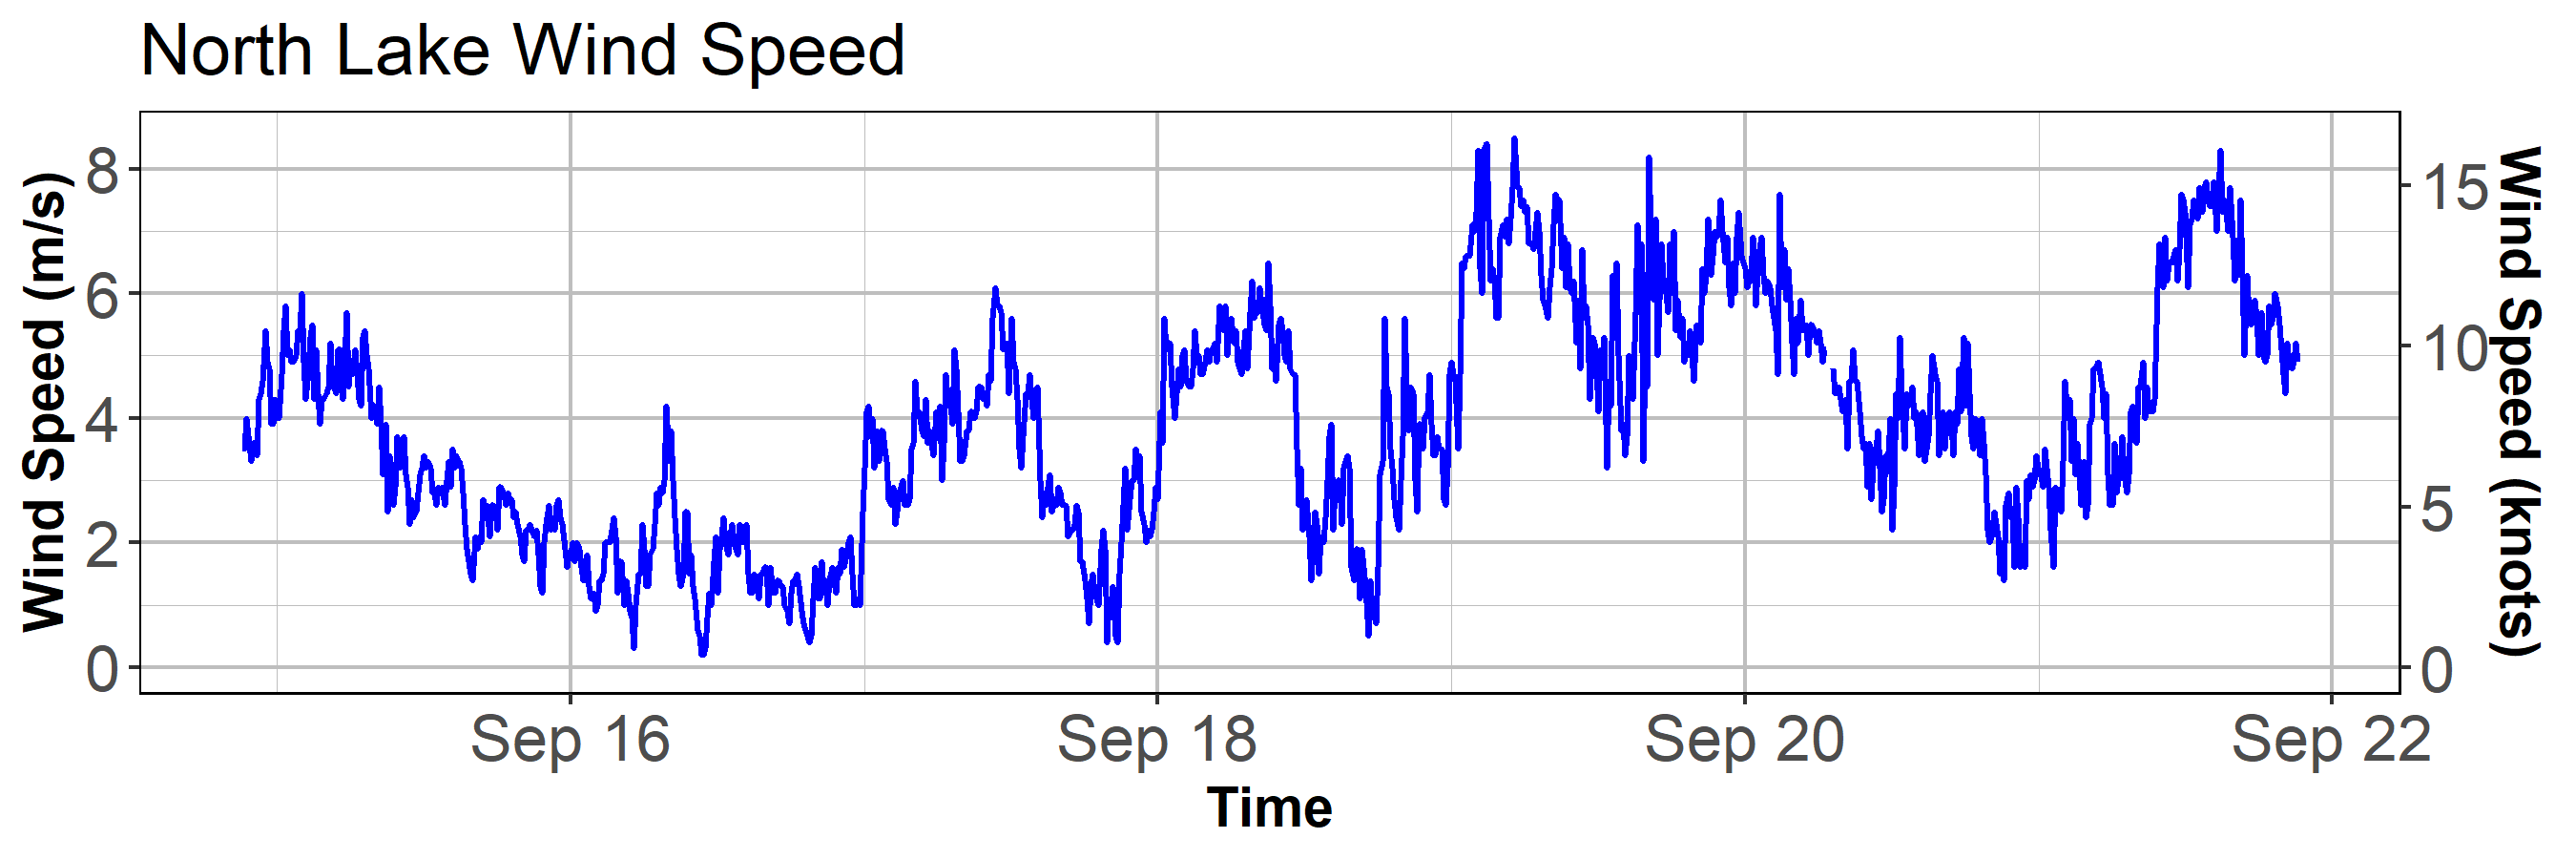 North Lake Wind Speed
Wind Speed (m/s)
8
6
4
2
0
Wind Speed (knots)
15
10
5
0
Sep 16
Sep 18
Sep 20
Sep 22
Time